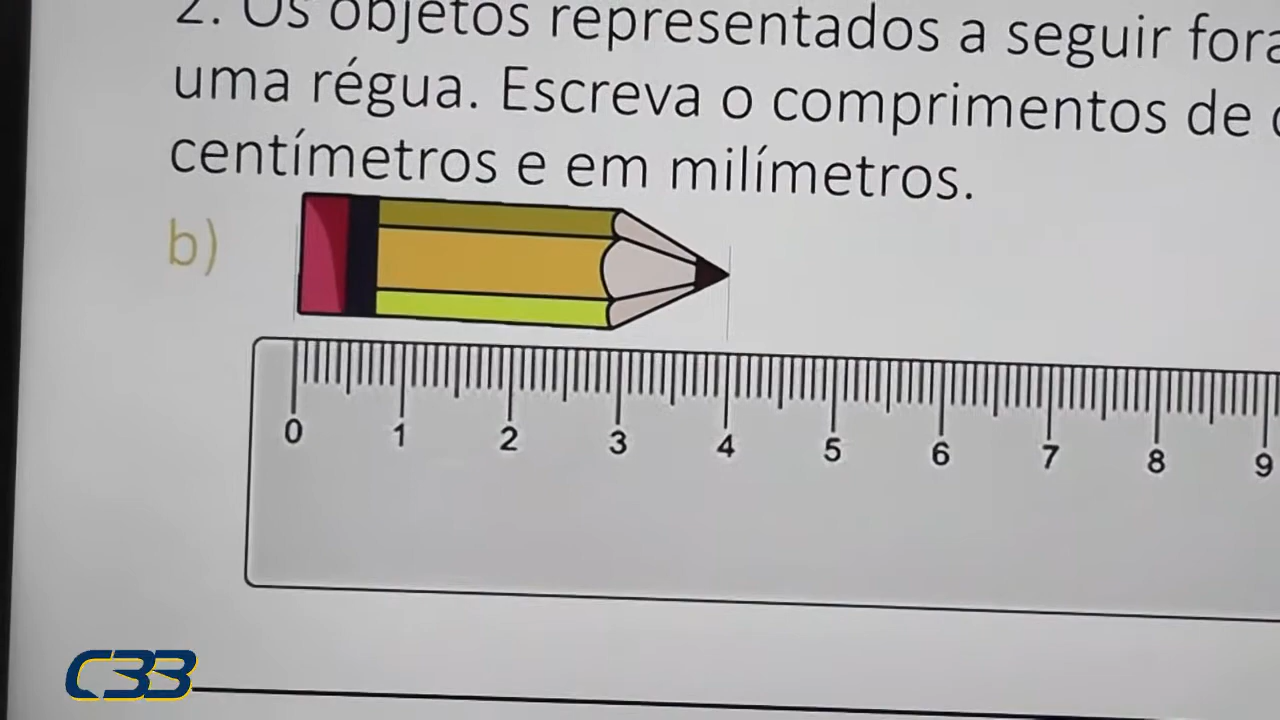 2. Os objetos representados a seguir fora
uma régua. Escreva o comprimentos de
centímetros e em milímetros.
b)
0 1 2 3 4 5 6 7 8 9
C33